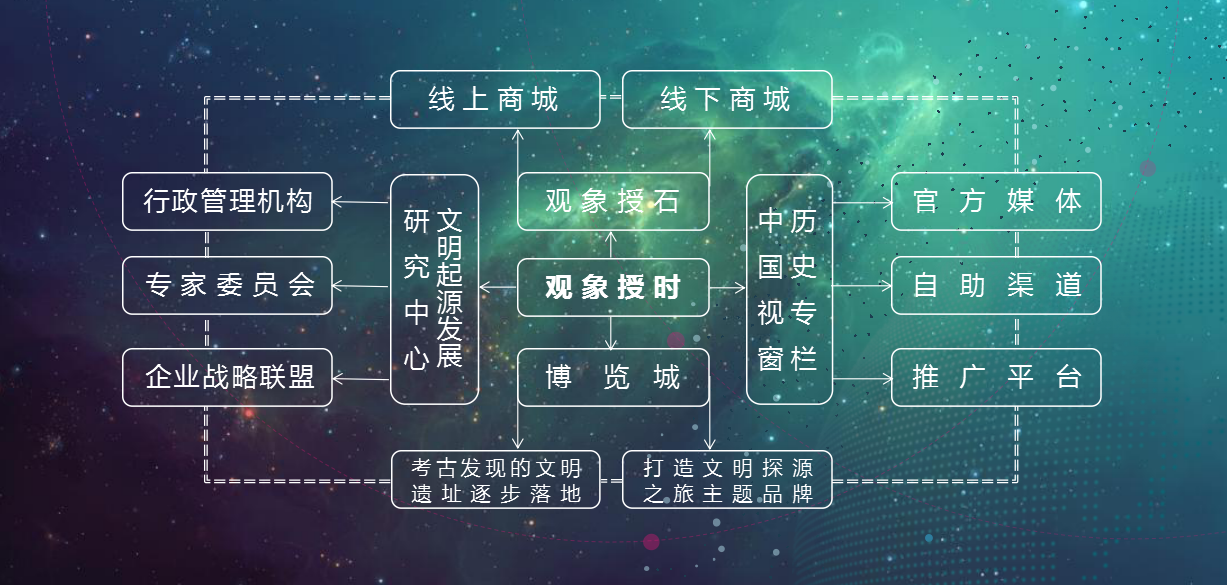 线上商城
线下商城
行政管理机构
观象授石
官方媒体
文明起源发展
研究中心
历史专栏
中国视窗
专家委员会
观象授时
自助渠道
企业战略联盟
博览城
推广平台
考古发现的文明
遗址逐步落地
打造文明探源
之旅主题品牌